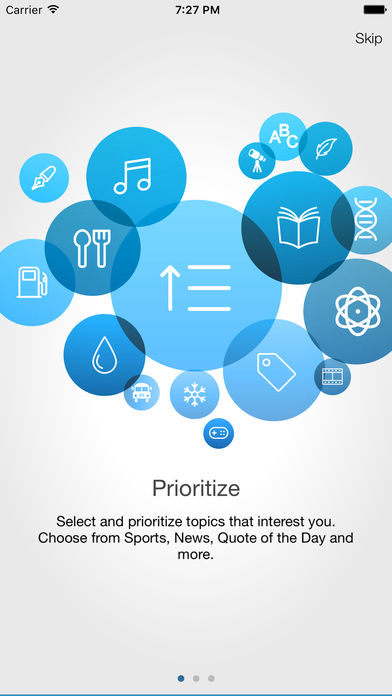 Carrier 7:27 PM
Skip
ABC
Prioritize
Select and prioritize topics that interest you.
Choose from Sports, News, Quote of the Day and
more.